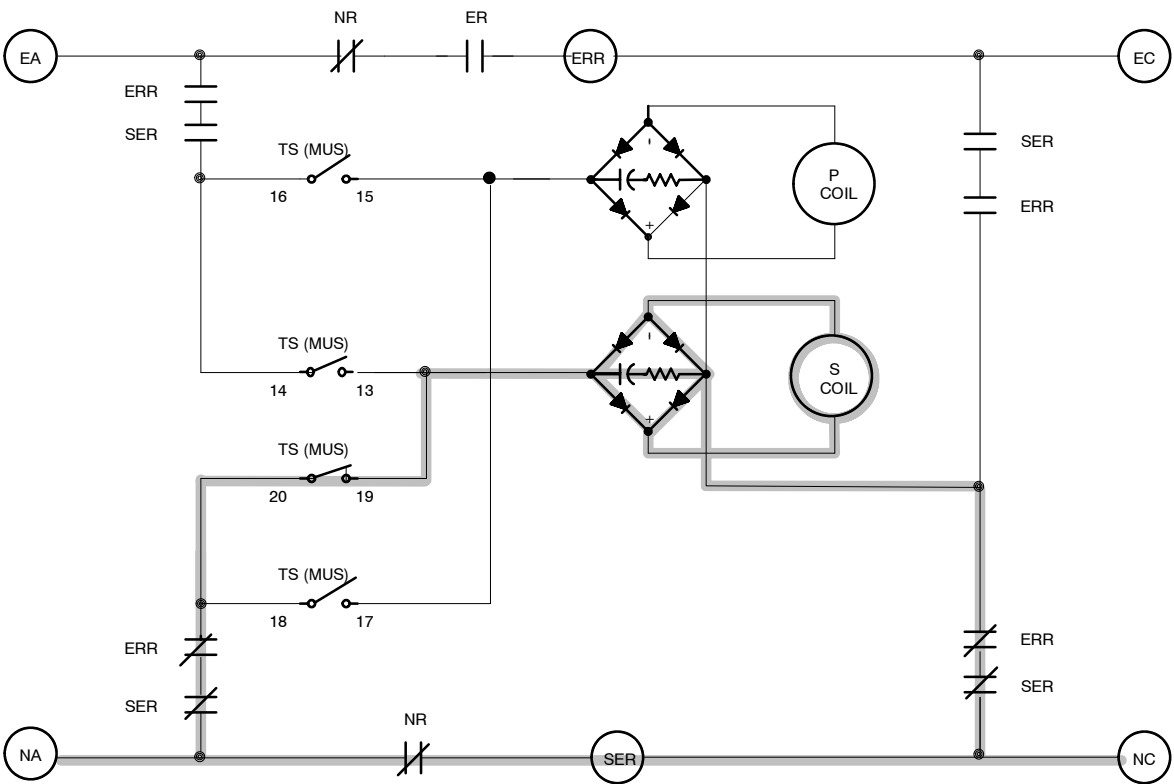 NR
ER
EA
ERR
EC
ERR
SER
TS (MUS)
16
15
-
+
P
COIL
SER
ERR
TS (MUS)
14
13
-
+
S
COIL
TS (MUS)
20
19
TS (MUS)
18
17
ERR
SER
ERR
SER
NR
NA
SER
NC